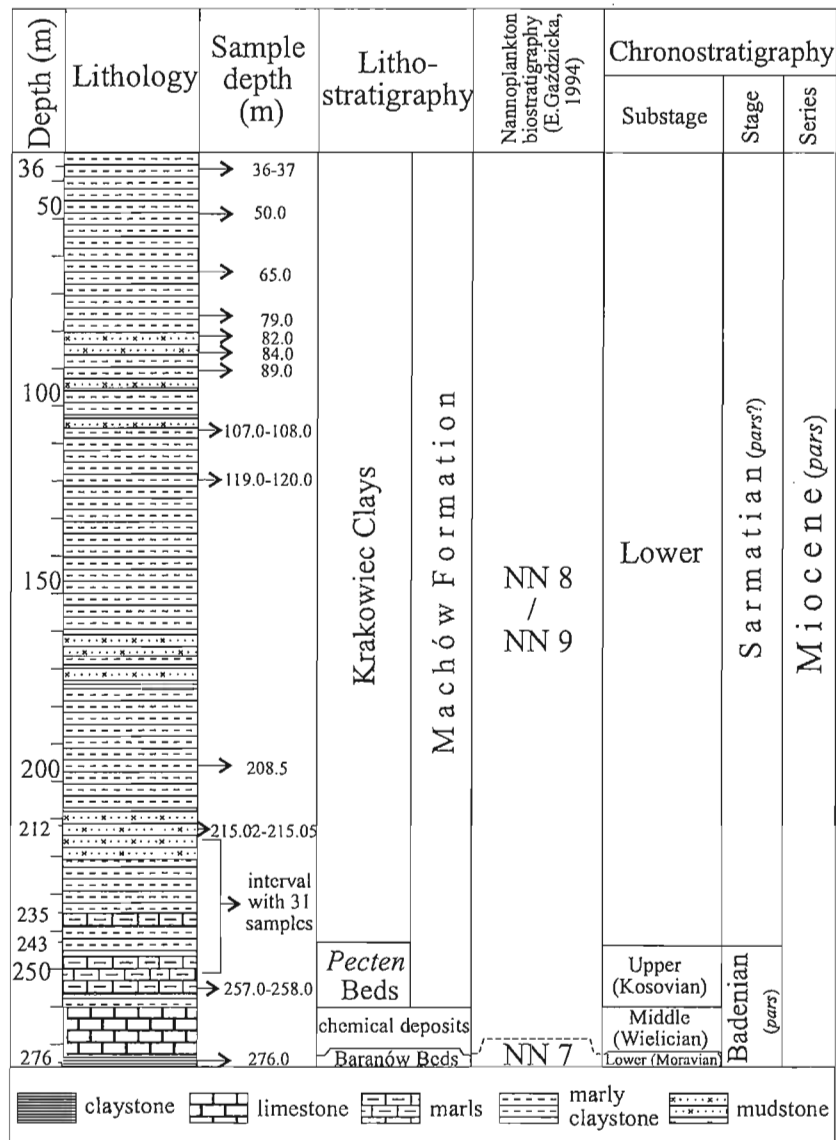 Depth (m)
Lithology
Sample
depth
(m)
Litho-
stratigraphy
Nannoplankton
biostratigraphy
(E.Gaździcka,
1994)
Chronostratigraphy
Substage
Stage
Series
36
50
100
150
200
212
235
243
250
276
36-37
50.0
65.0
79.0
82.0
84.0
89.0
107.0-108.0
119.0-120.0
208.5
215.02-215.05
interval
with 31
samples
257.0-258.0
276.0
Krakowiec Clays
Machów Formation
Pecten
Beds
chemical deposits
Baranów Beds
NN 8
/
NN 9
NN 7
Lower
Upper
(Kosovian)
Middle
(Wielician)
Lower (Moravian)
Sarmatian (pars?)
Badenian
(pars)
Miocene (pars)
claystone
limestone
marls
marly
claystone
mudstone